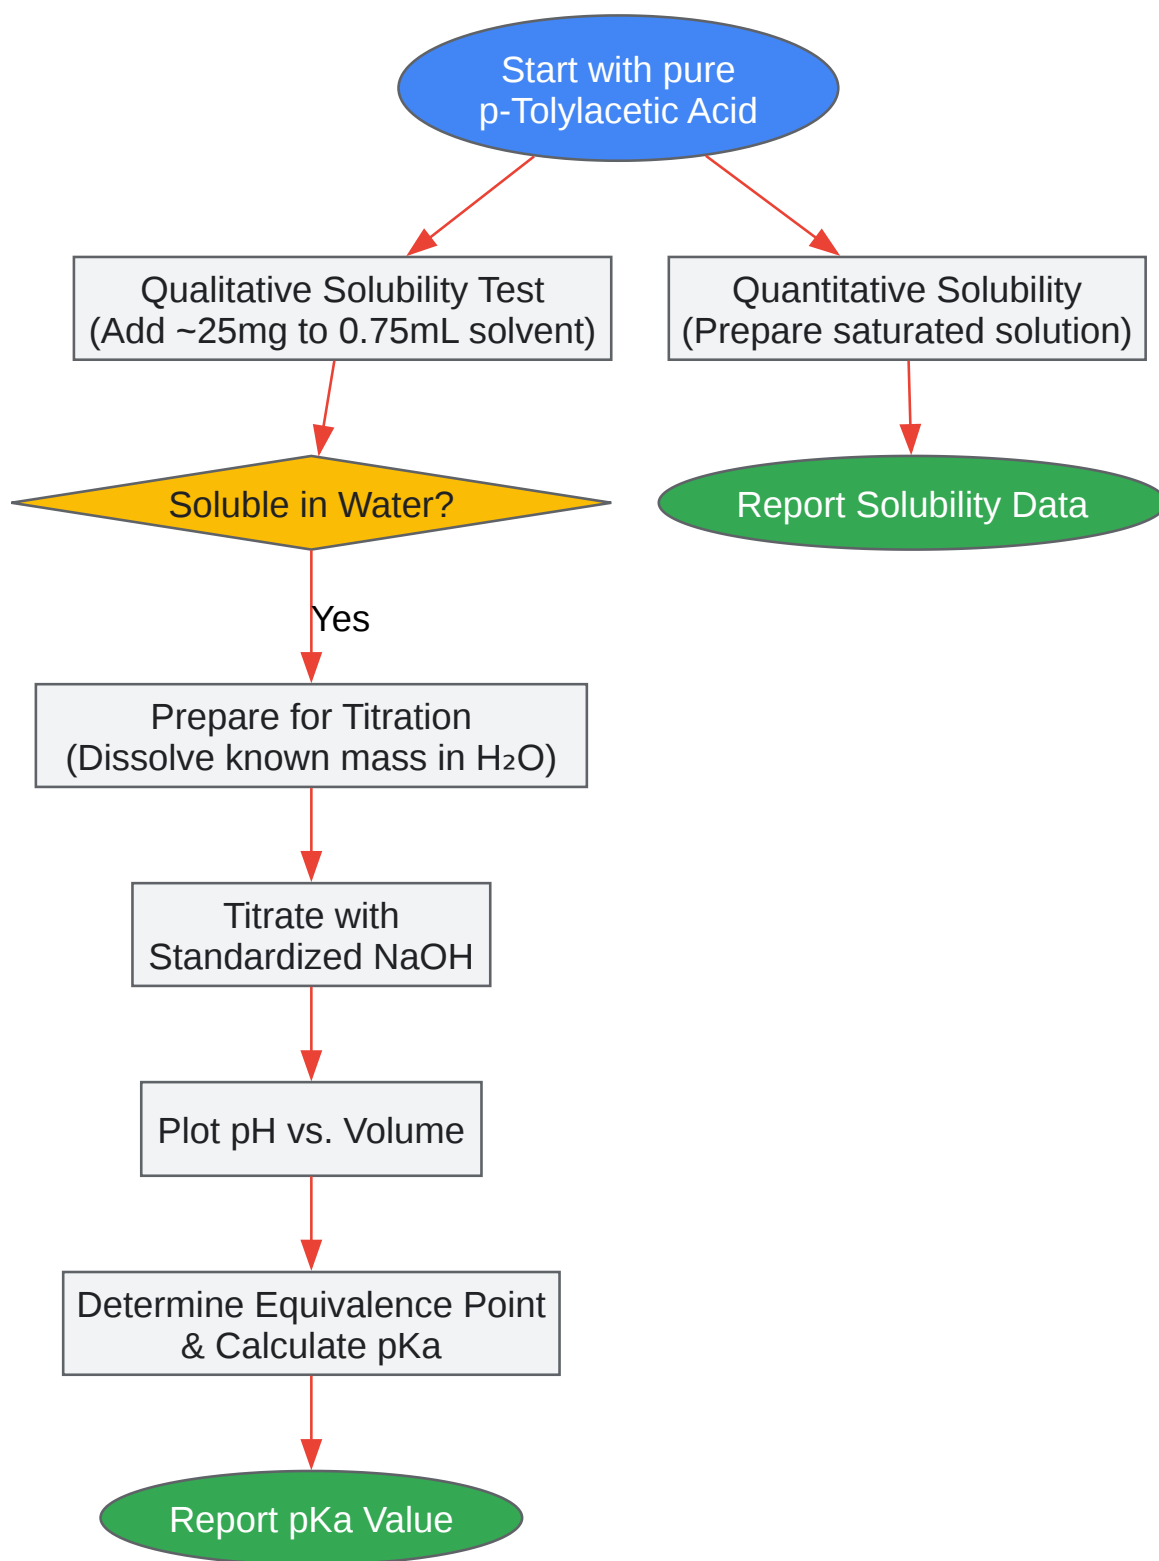 Start with pure
p-Tolylacetic Acid
Qualitative Solubility Test
(Add ~25mg to 0.75mL solvent)
Quantitative Solubility
(Prepare saturated solution)
Soluble in Water?
Report Solubility Data
Yes
Prepare for Titration
(Dissolve known mass in H₂O)
Titrate with
Standardized NaOH
Plot pH vs. Volume
Determine Equivalence Point
& Calculate pKa
Report pKa Value